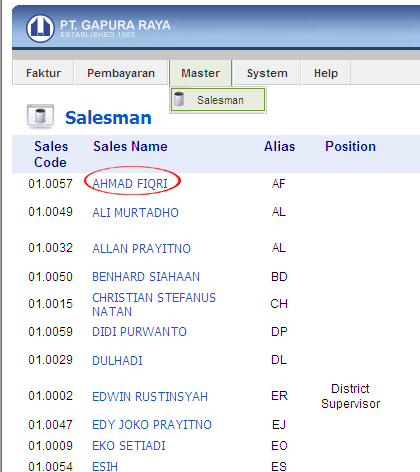 PT. GAPURA RAYA
ESTABLISHED 1965
Faktur Pembayaran Master System Help
Salesman
Salesman
Sales Code Sales Name Alias Position
01.0057 AHMAD FIQRI AF
01.0049 ALI MURTADHO AL
01.0032 ALLAN PRAYITNO AL
01.0050 BENHARD SIAHAAN BD
01.0015 CHRISTIAN STEFANUS NATAN CH
01.0059 DIDI PURWANTO DP
01.0029 DULHADI DL
01.0002 EDWIN RUSTINSYAH ER District Supervisor
01.0047 EDY JOKO PRAYITNO EJ
01.0009 EKO SETIADI EO
01.0054 ESIH ES